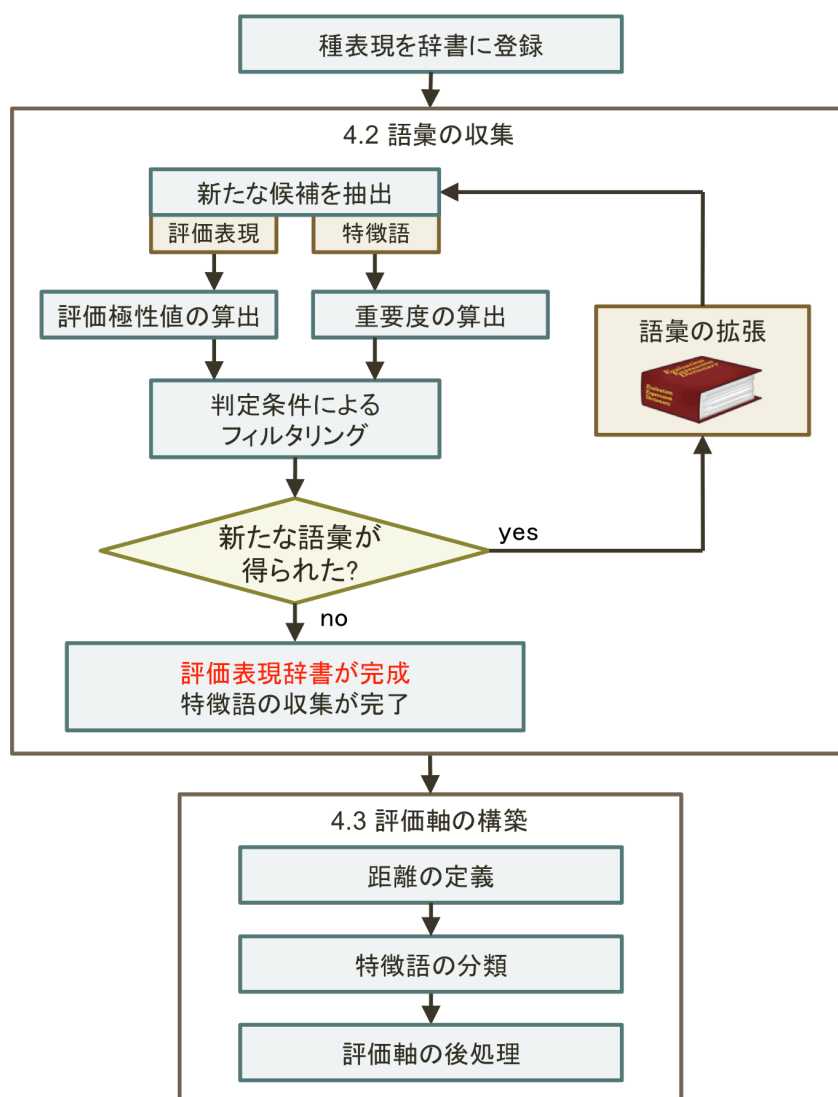 種表現を辞書に登録
4.2 語彙の収集
新たな候補を抽出
評価表現
特徴語
評価極性値の算出
重要度の算出
語彙の拡張
Evaluation
Expression
Dictionary
Evaluation
Expression
Dictionary
判定条件による
フィルタリング
新たな語彙が
得られた?
yes
no
評価表現辞書が完成
特徴語の収集が完了
4.3 評価軸の構築
距離の定義
特徴語の分類
評価軸の後処理